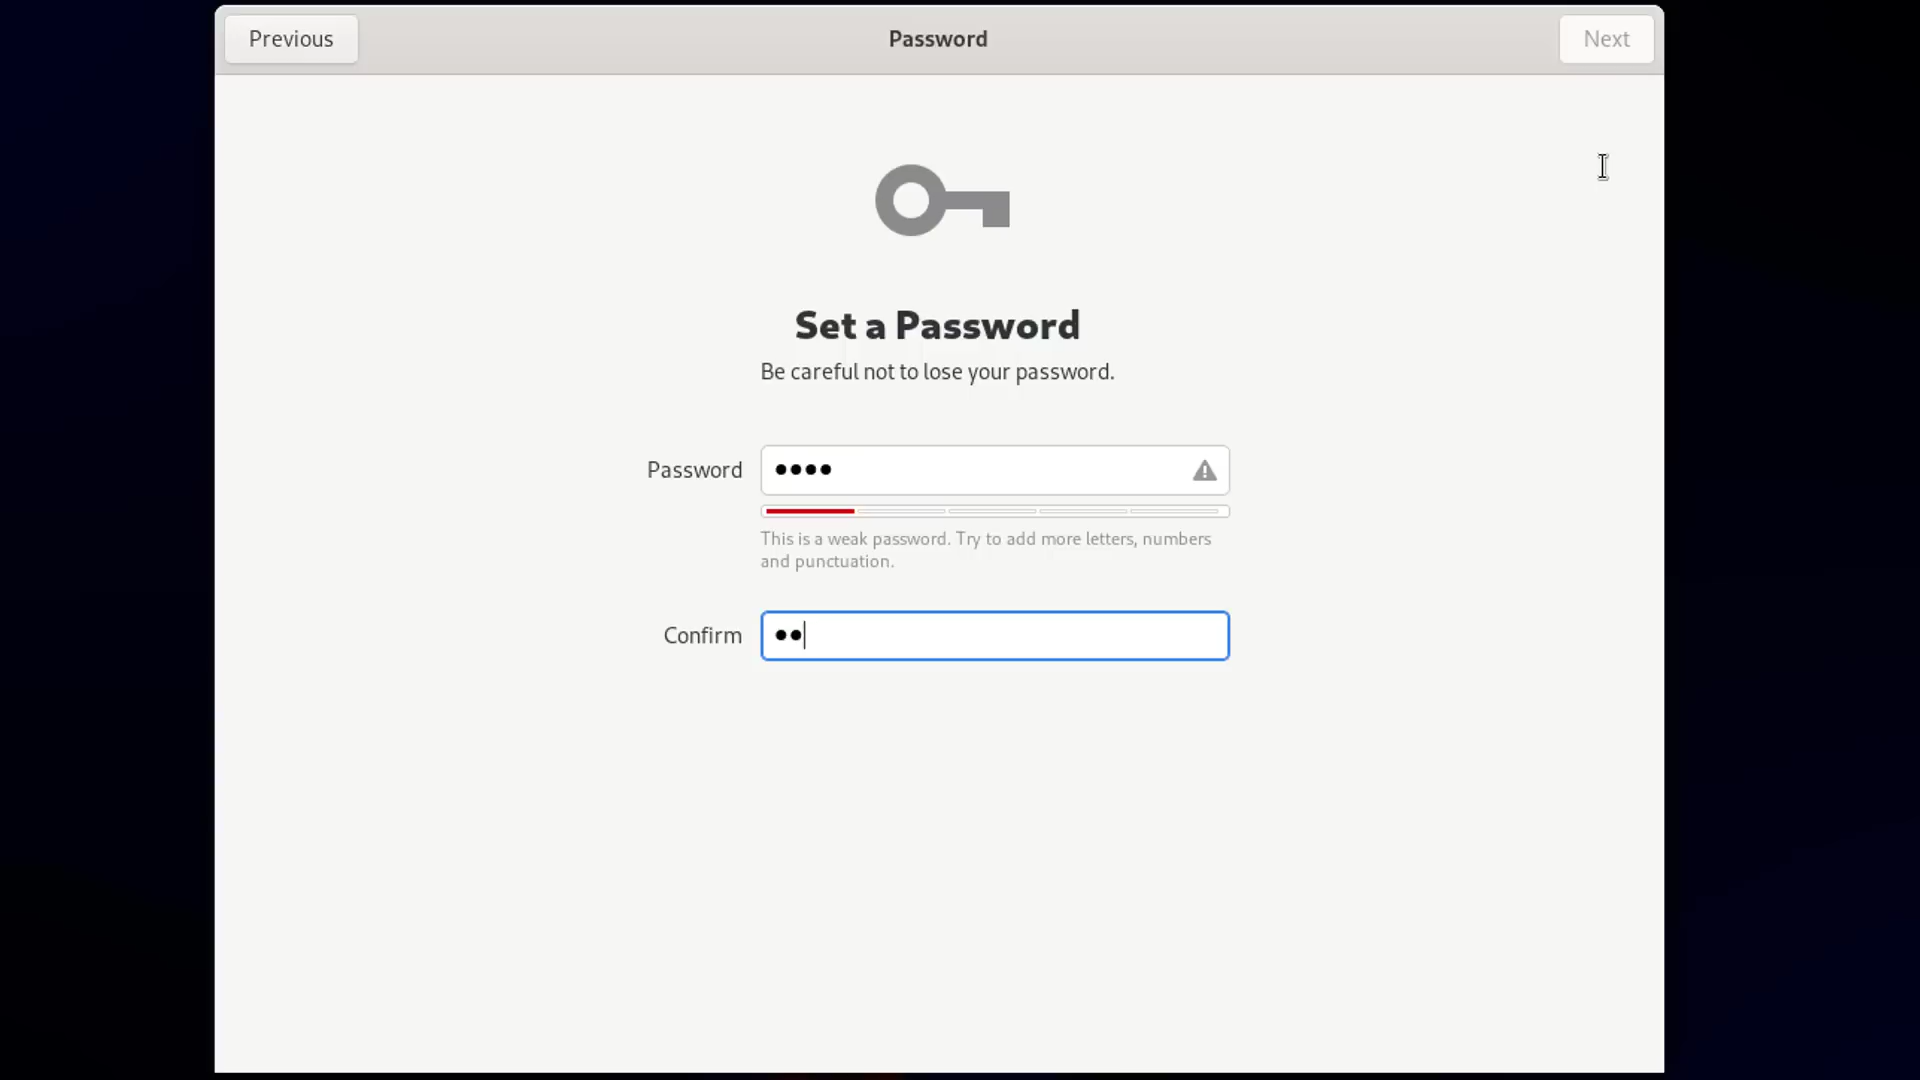 Previous
Password
Next
Set a Password
Be careful not to lose your password.
Password
••••
This is a weak password. Try to add more letters, numbers
and punctuation.
Confirm
••